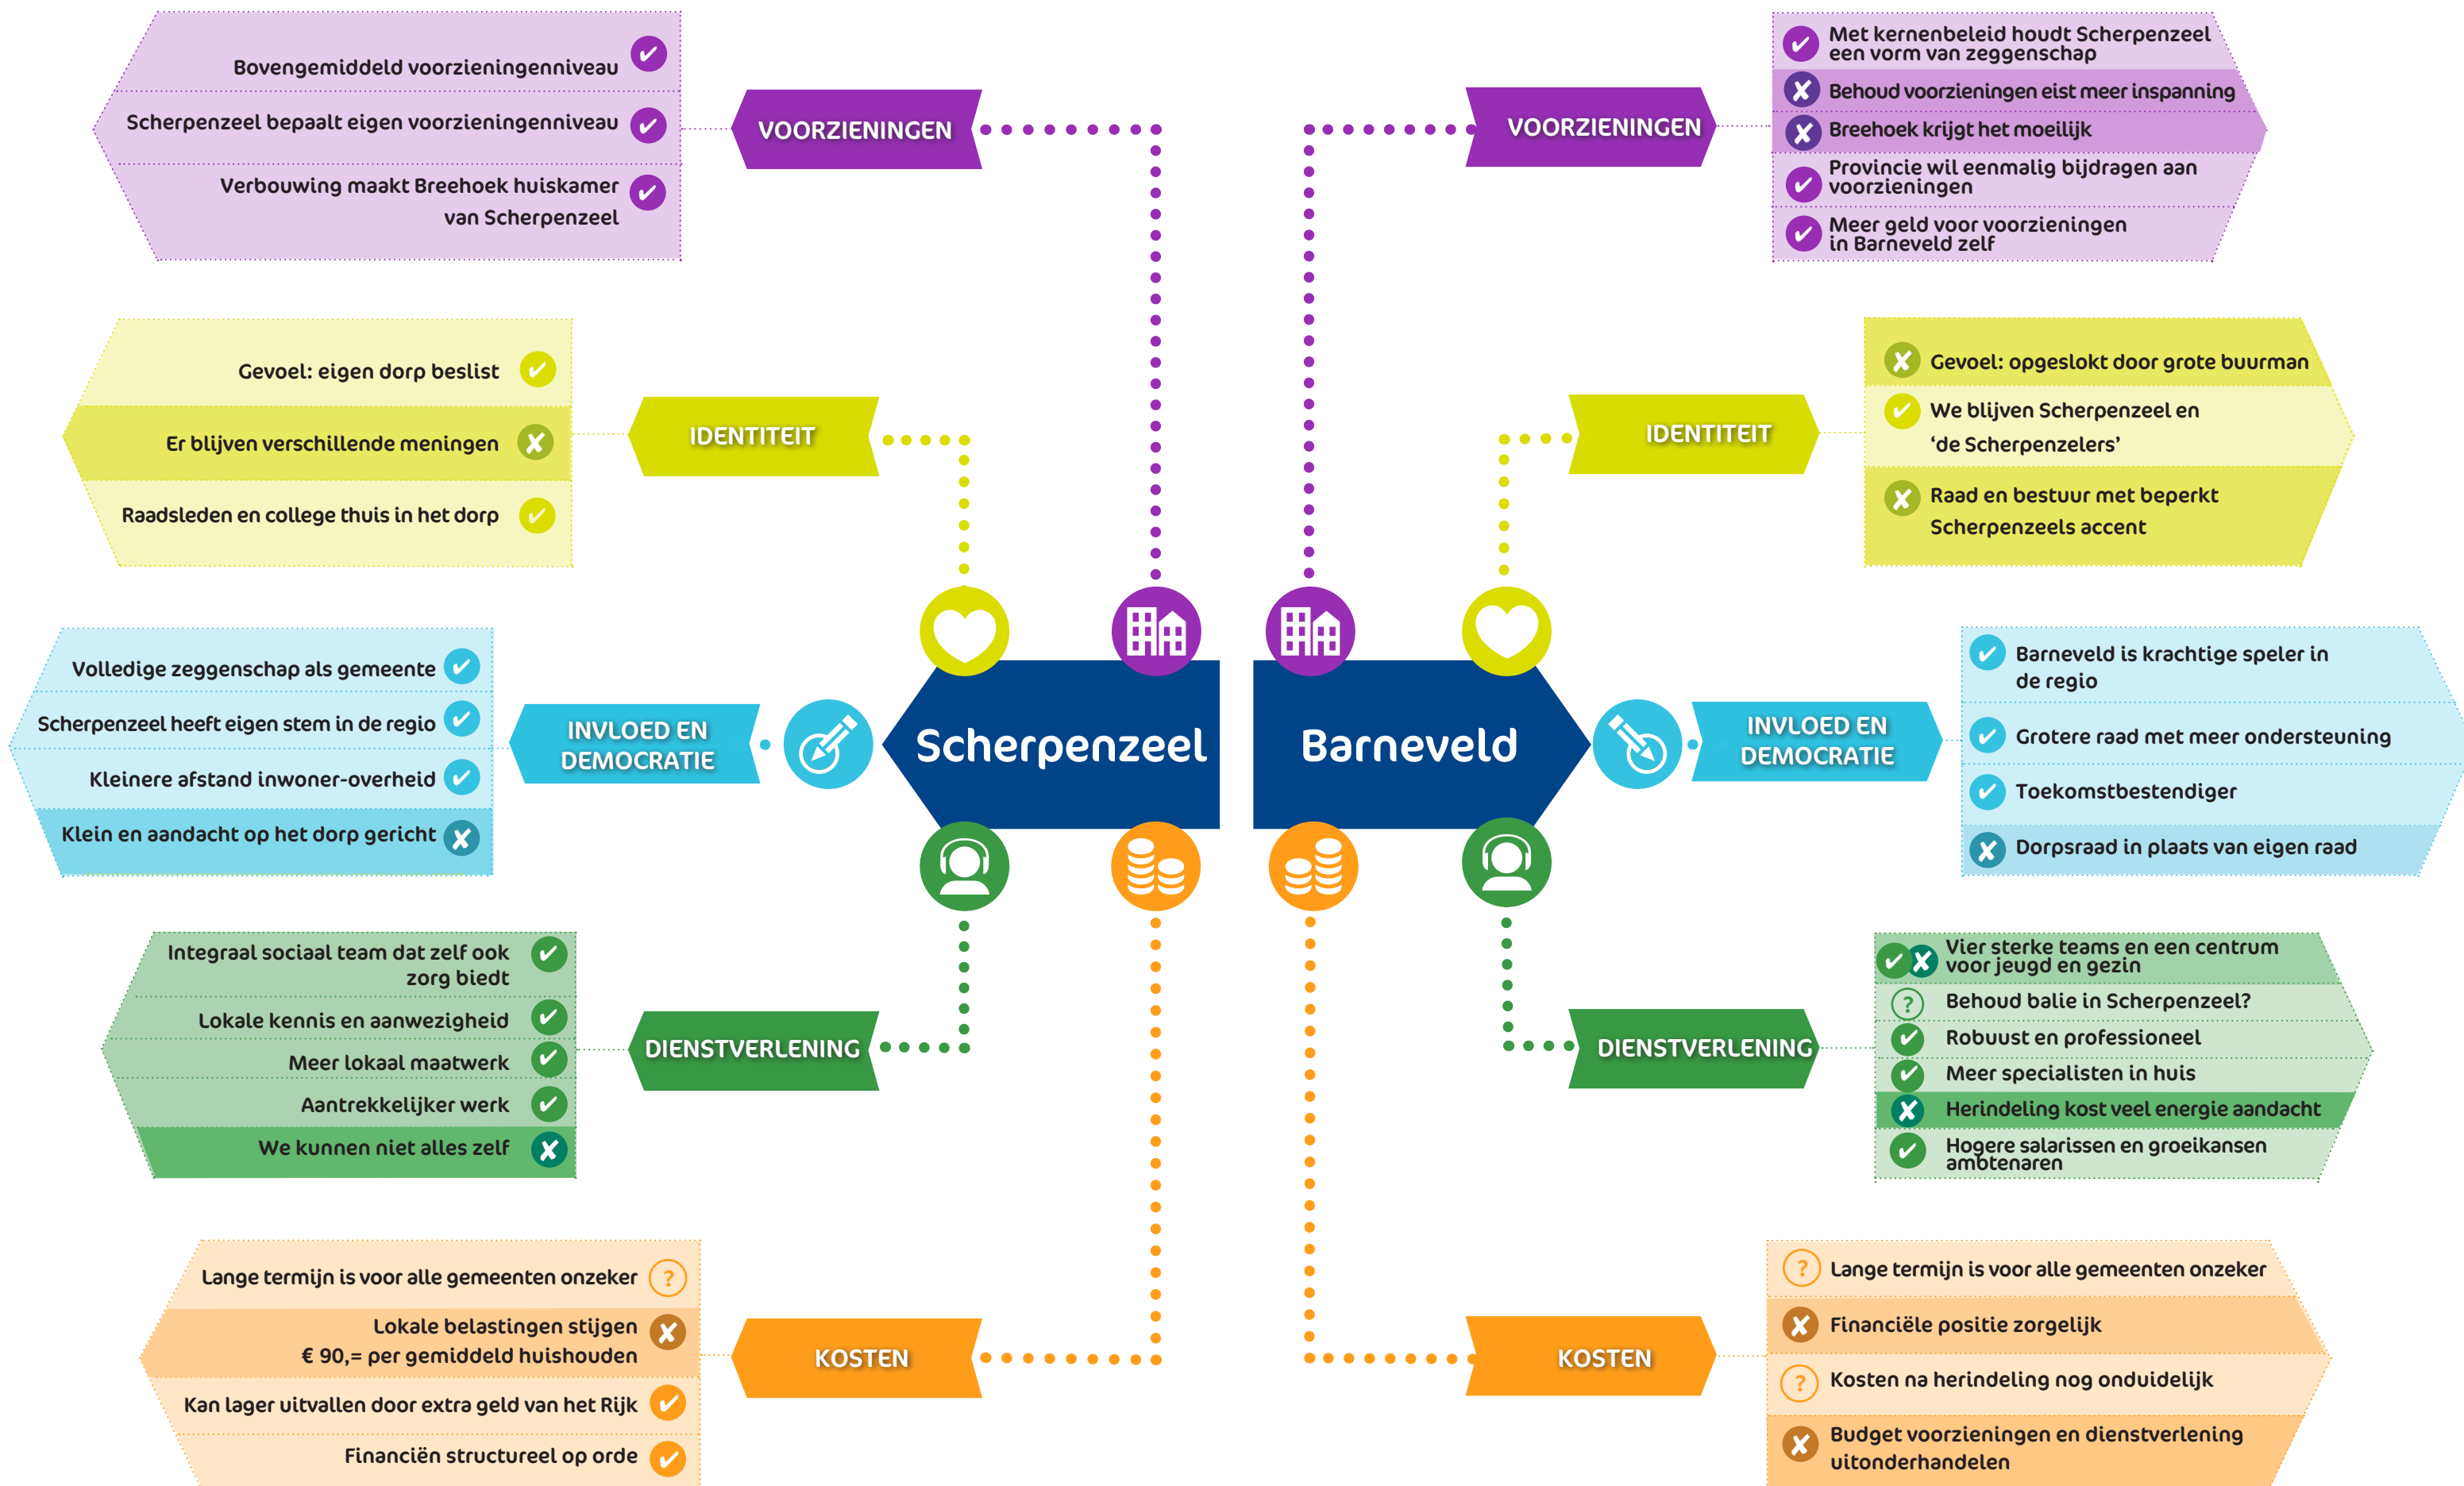 Bovengemiddeld voorzieningenniveau
Scherpenzeel bepaalt eigen voorzieningenniveau
Verbouwing maakt Breehoek huiskamer
van Scherpenzeel
VOORZIENINGEN
Gevoel: eigen dorp beslist
Er blijven verschillende meningen
Raadsleden en college thuis in het dorp
IDENTITEIT
Volledige zeggenschap als gemeente
Scherpenzeel heeft eigen stem in de regio
Kleinere afstand inwoner-overheid
Klein en aandacht op het dorp gericht
INVLOED EN
DEMOCRATIE
Scherpenzeel
Integraal sociaal team dat zelf ook
zorg biedt
Lokale kennis en aanwezigheid
Meer lokaal maatwerk
Aantrekkelijker werk
We kunnen niet alles zelf
DIENSTVERLENING
Lange termijn is voor alle gemeenten onzeker ?
Lokale belastingen stijgen
€ 90,= per gemiddeld huishouden
Kan lager uitvallen door extra geld van het Rijk
Financiën structureel op orde
KOSTEN
VOORZIENINGEN
Met kernenbeleid houdt Scherpenzeel
een vorm van zeggenschap
Behoud voorzieningen eist meer inspanning
Breehoek krijgt het moeilijk
Provincie wil eenmalig bijdragen aan
voorzieningen
Meer geld voor voorzieningen
in Barneveld zelf
IDENTITEIT
Gevoel: opgeslokt door grote buurman
We blijven Scherpenzeel en
‘de Scherpenzelers’
Raad en bestuur met beperkt
Scherpenzeels accent
Barneveld
INVLOED EN
DEMOCRATIE
Barneveld is krachtige speler in
de regio
Grotere raad met meer ondersteuning
Toekomstbestendiger
Dorpsraad in plaats van eigen raad
DIENSTVERLENING
Vier sterke teams en een centrum
voor jeugd en gezin
? Behoud balie in Scherpenzeel?
Robuust en professioneel
Meer specialisten in huis
Herindeling kost veel energie aandacht
Hogere salarissen en groeikansen
ambtenaren
KOSTEN
? Lange termijn is voor alle gemeenten onzeker
Financiële positie zorgelijk
? Kosten na herindeling nog onduidelijk
Budget voorzieningen en dienstverlening
uitonderhandelen